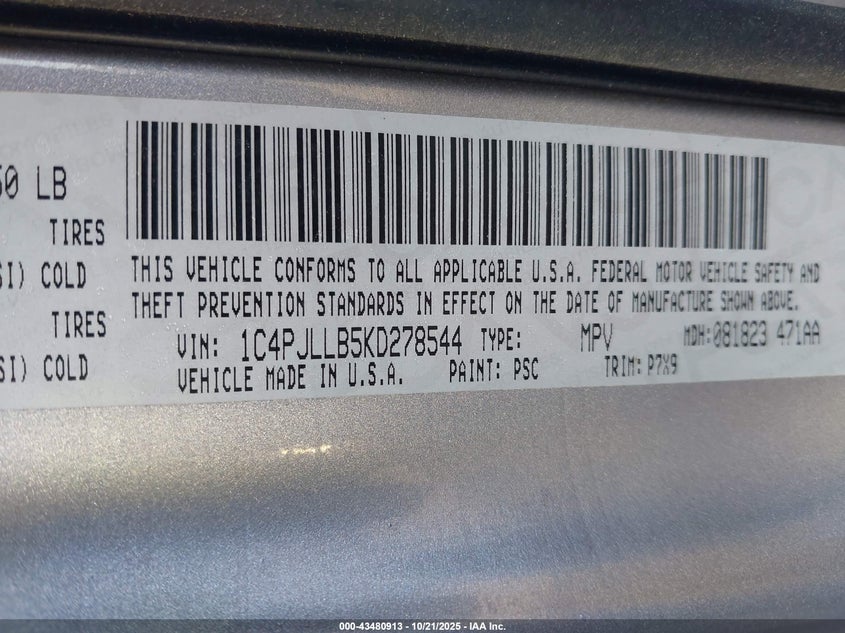 50 LB
TIRES
SI) COLD
TIRES
SI) COLD
THIS VEHICLE CONFORMS TO ALL APPLICABLE U.S.A. FEDERAL MOTOR VEHICLE SAFETY AND
THEFT PREVENTION STANDARDS IN EFFECT ON THE DATE OF MANUFACTURE SHOWN ABOVE.
VIN: 1C4PJLLB5KD278544 TYPE: MPV MDH:081823 471AA
VEHICLE MADE IN U.S.A. PAINT: PSC TRIM: P7X9
000-43480913 - 10/21/2025 - IAA Inc.